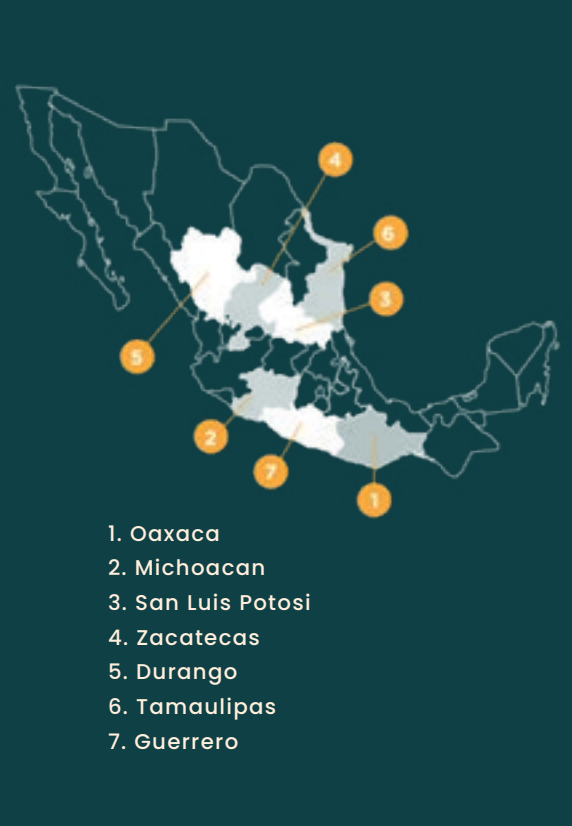 4
6
3
5
2
7
1
1. Oaxaca
2. Michoacan
3. San Luis Potosi
4. Zacatecas
5. Durango
6. Tamaulipas
7. Guerrero